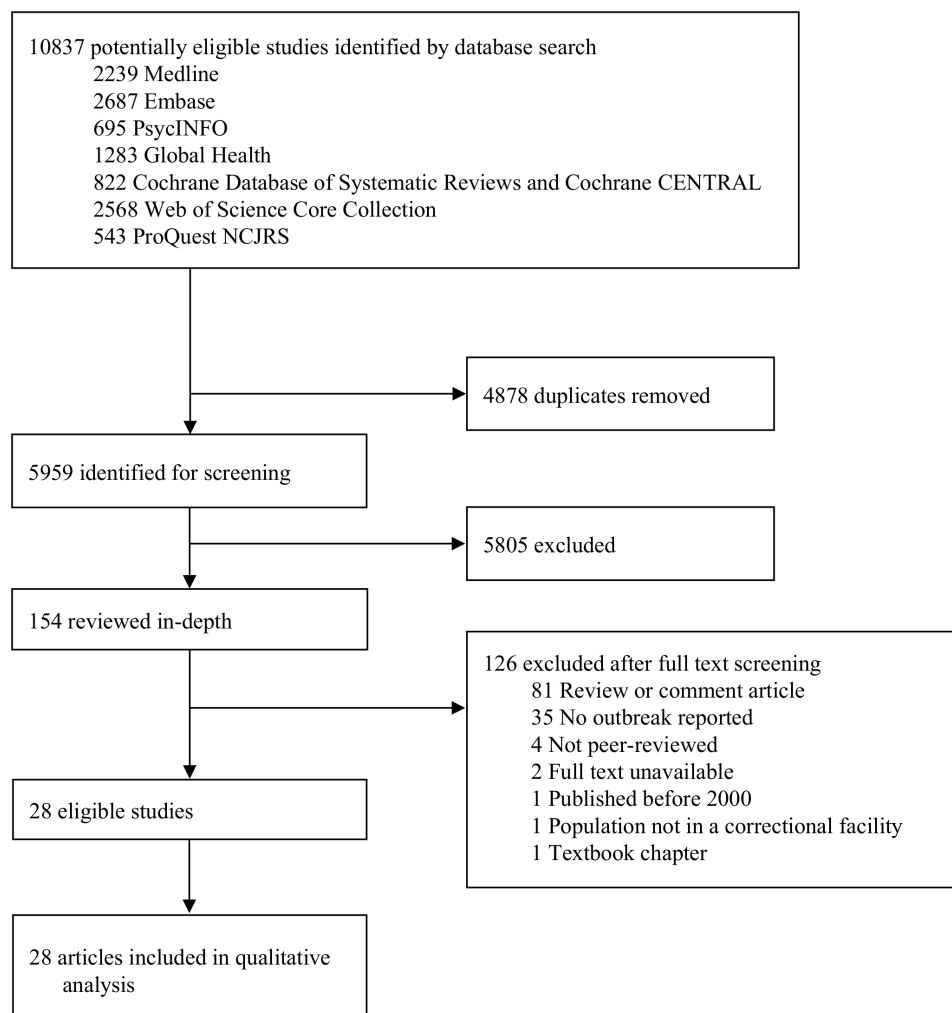 10837 potentially eligible studies identified by database search
2239 Medline
2687 Embase
695 PsycINFO
1283 Global Health
822 Cochrane Database of Systematic Reviews and Cochrane CENTRAL
2568 Web of Science Core Collection
543 ProQuest NCJRS
4878 duplicates removed
5959 identified for screening
5805 excluded
154 reviewed in-depth
126 excluded after full text screening
81 Review or comment article
35 No outbreak reported
4 Not peer-reviewed
2 Full text unavailable
1 Published before 2000
1 Population not in a correctional facility
1 Textbook chapter
28 eligible studies
28 articles included in qualitative
analysis